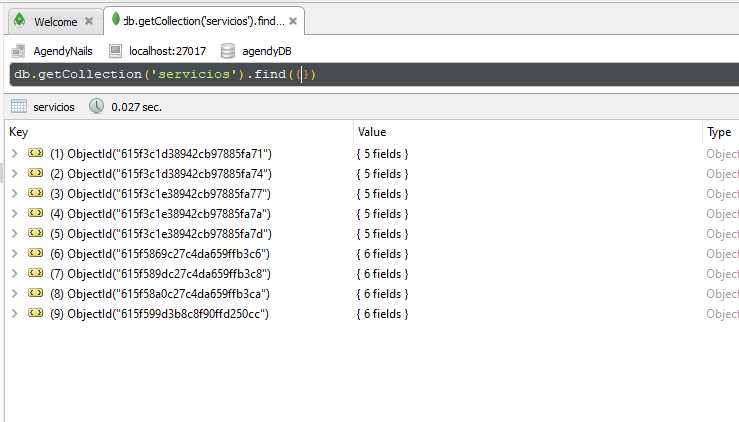 Welcome db.getCollection('servicios').find...
AgendyNails localhost:27017 agendyDB
db.getCollection('servicios').find({})
servicios 0.027 sec.
Key Value Type
(1) ObjectId("615f3c1d38942cb97885fa71") { 5 fields } Object
(2) ObjectId("615f3c1d38942cb97885fa74") { 5 fields } Object
(3) ObjectId("615f3c1e38942cb97885fa77") { 5 fields } Object
(4) ObjectId("615f3c1e38942cb97885fa7a") { 5 fields } Object
(5) ObjectId("615f3c1e38942cb97885fa7d") { 5 fields } Object
(6) ObjectId("615f5869c27c4da659ffb3c6") { 6 fields } Object
(7) ObjectId("615f589dc27c4da659ffb3c8") { 6 fields } Object
(8) ObjectId("615f58a0c27c4da659ffb3ca") { 6 fields } Object
(9) ObjectId("615f599d3b8c8f90ffd250cc") { 6 fields } Object